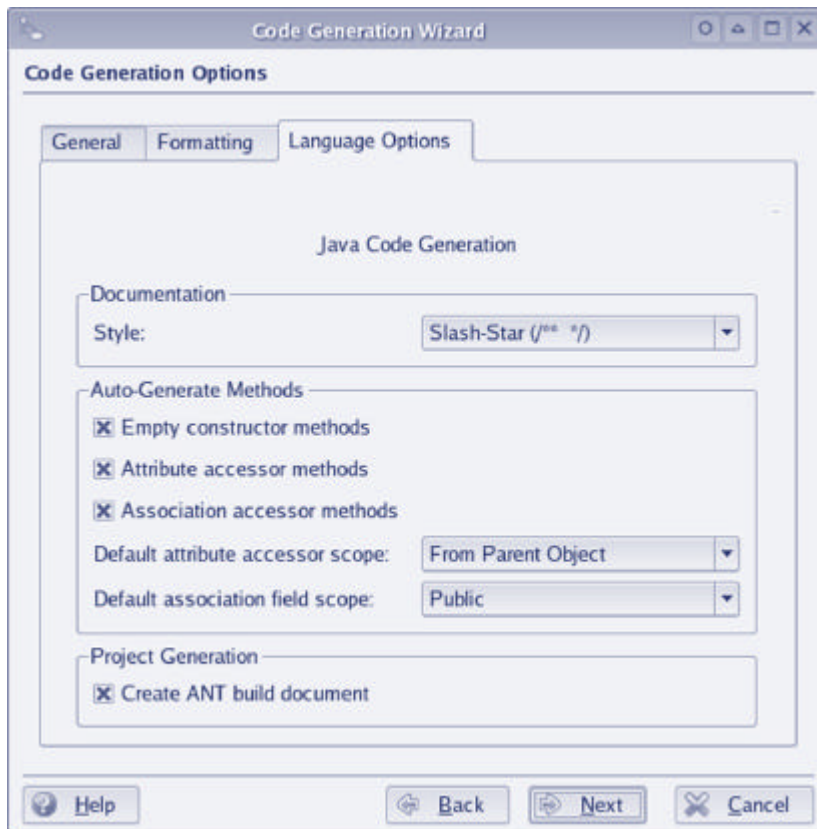 Code Generation Wizard
Code Generation Options
General Formatting Language Options
Java Code Generation
Documentation
Style: Slash-Star (/** */)
Auto-Generate Methods
Empty constructor methods
Attribute accessor methods
Association accessor methods
Default attribute accessor scope: From Parent Object
Default association field scope: Public
Project Generation
Create ANT build document
Help Back Next Cancel